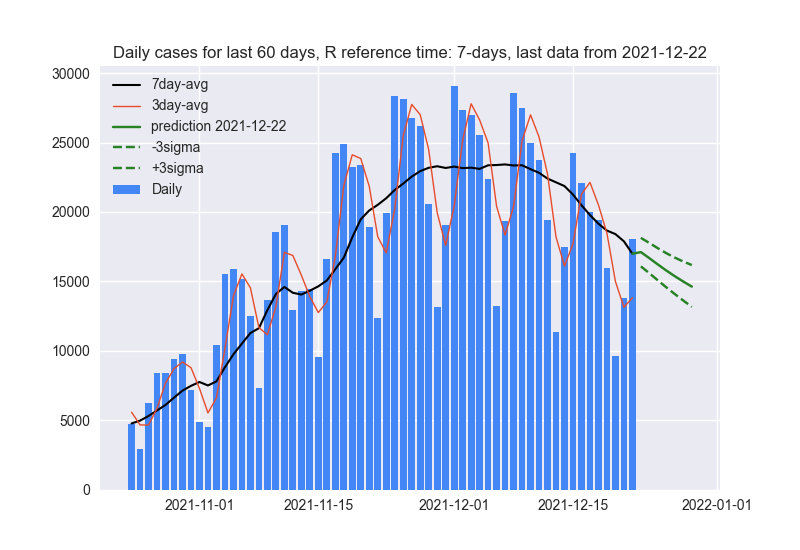 Daily cases for last 60 days, R reference time: 7-days, last data from 2021-12-22
30000
25000
20000
15000
10000
5000
0
7day-avg
3day-avg
prediction 2021-12-22
-3sigma
+3sigma
Daily
2021-11-01 2021-11-15 2021-12-01 2021-12-15 2022-01-01